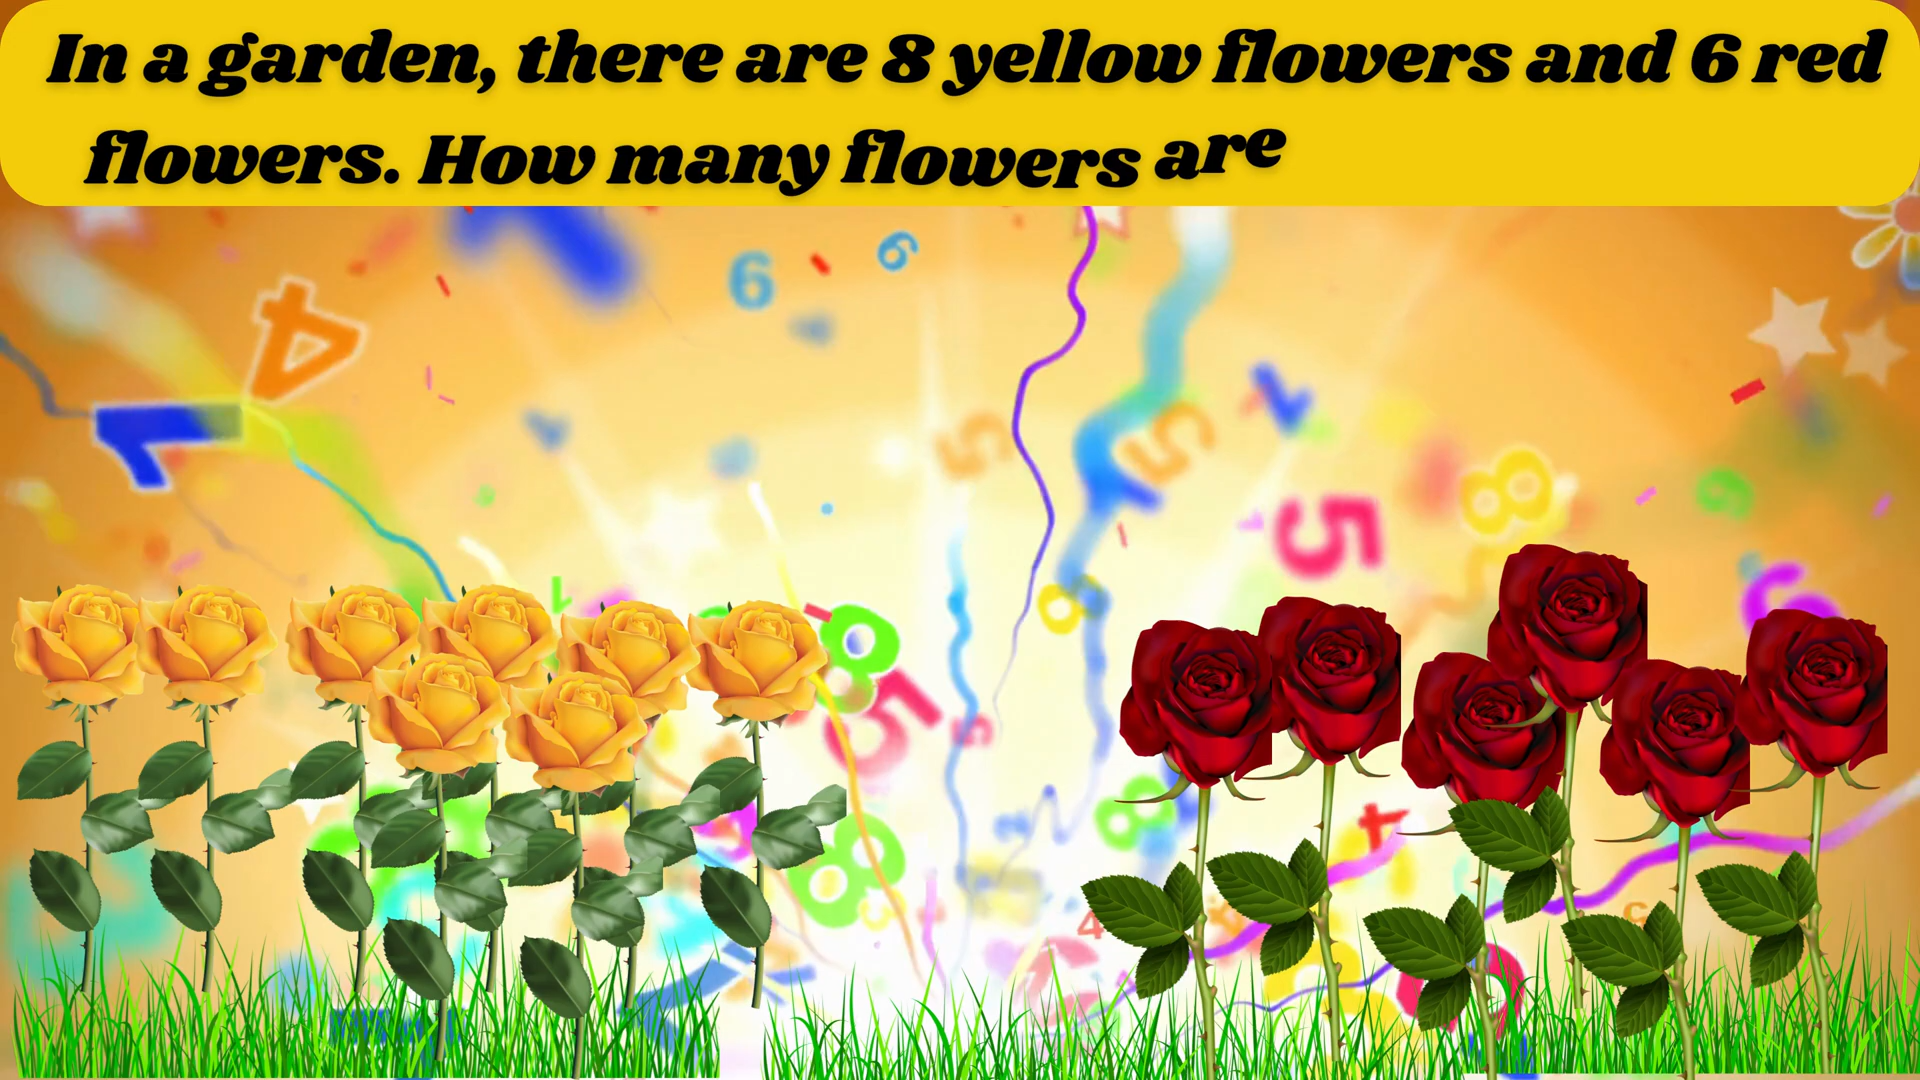 In a garden, there are 8 yellow flowers and 6 red
flowers. How many flowers are